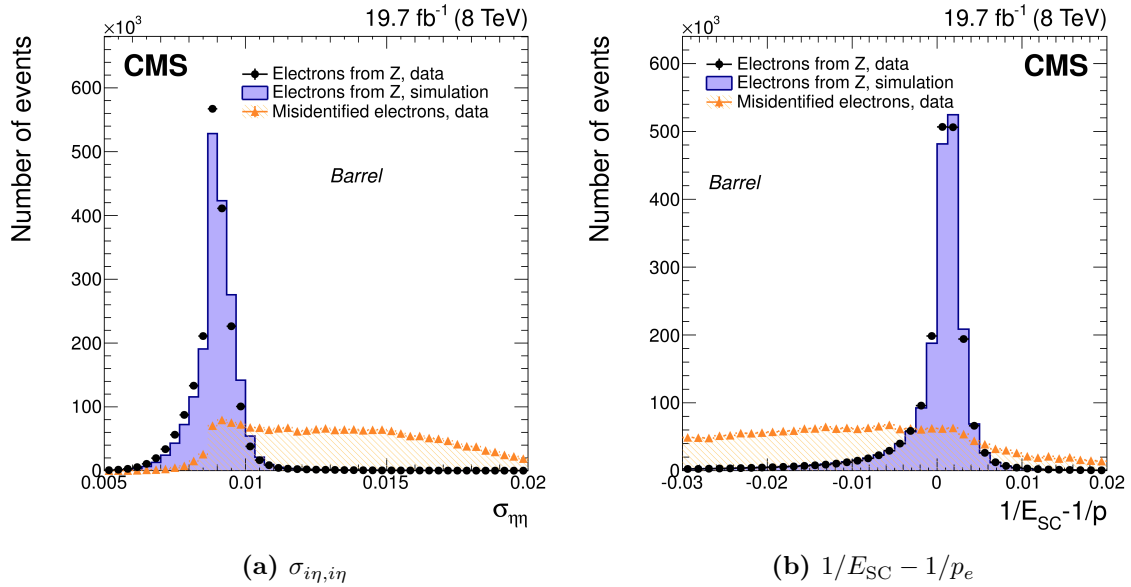 ×10³
19.7 fb⁻¹ (8 TeV)
CMS
Electrons from Z, data
Electrons from Z, simulation
Misidentified electrons, data
Barrel
Number of events
600
500
400
300
200
100
0
0.005
0.01
0.015
0.02
σηη
(a) σiη,iη
×10³
19.7 fb⁻¹ (8 TeV)
CMS
Electrons from Z, data
Electrons from Z, simulation
Misidentified electrons, data
Barrel
Number of events
600
500
400
300
200
100
0
-0.03
-0.02
-0.01
0
0.01
0.02
1/E_SC-1/p
(b) 1/E_SC − 1/p_e